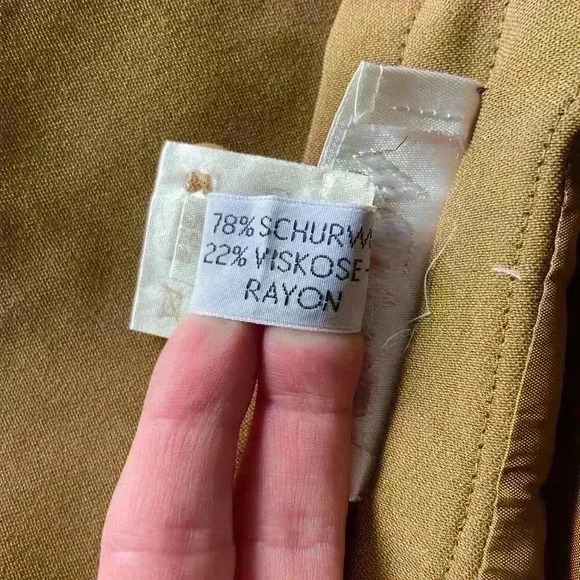 78% SCHURW
22% VISKOSE-
RAYON